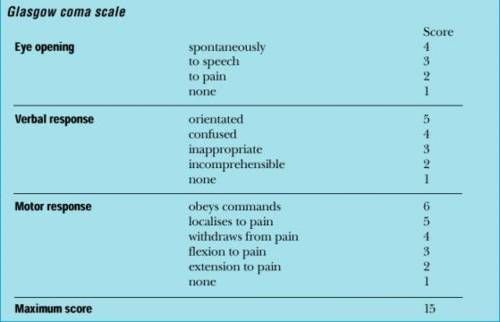 Glasgow coma scale
Score
Eye opening spontaneously 4
to speech 3
to pain 2
none 1
Verbal response orientated 5
confused 4
inappropriate 3
incomprehensible 2
none 1
Motor response obeys commands 6
localises to pain 5
withdraws from pain 4
flexion to pain 3
extension to pain 2
none 1
Maximum score 15